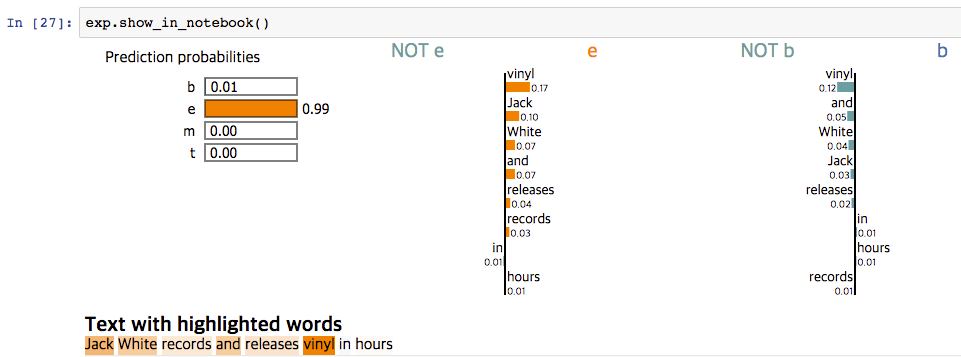 In [27]: exp.show_in_notebook()
Prediction probabilities
b 0.01
e 0.99
m 0.00
t 0.00
NOT e e
vinyl
0.17
Jack
0.10
White
0.07
and
0.07
releases
0.04
records
0.03
in
0.01
hours
0.01
NOT b b
vinyl
0.12
and
0.05
White
0.04
Jack
0.03
releases
0.02
in
0.01
hours
0.01
records
0.01
Text with highlighted words
Jack White records and releases vinyl in hours